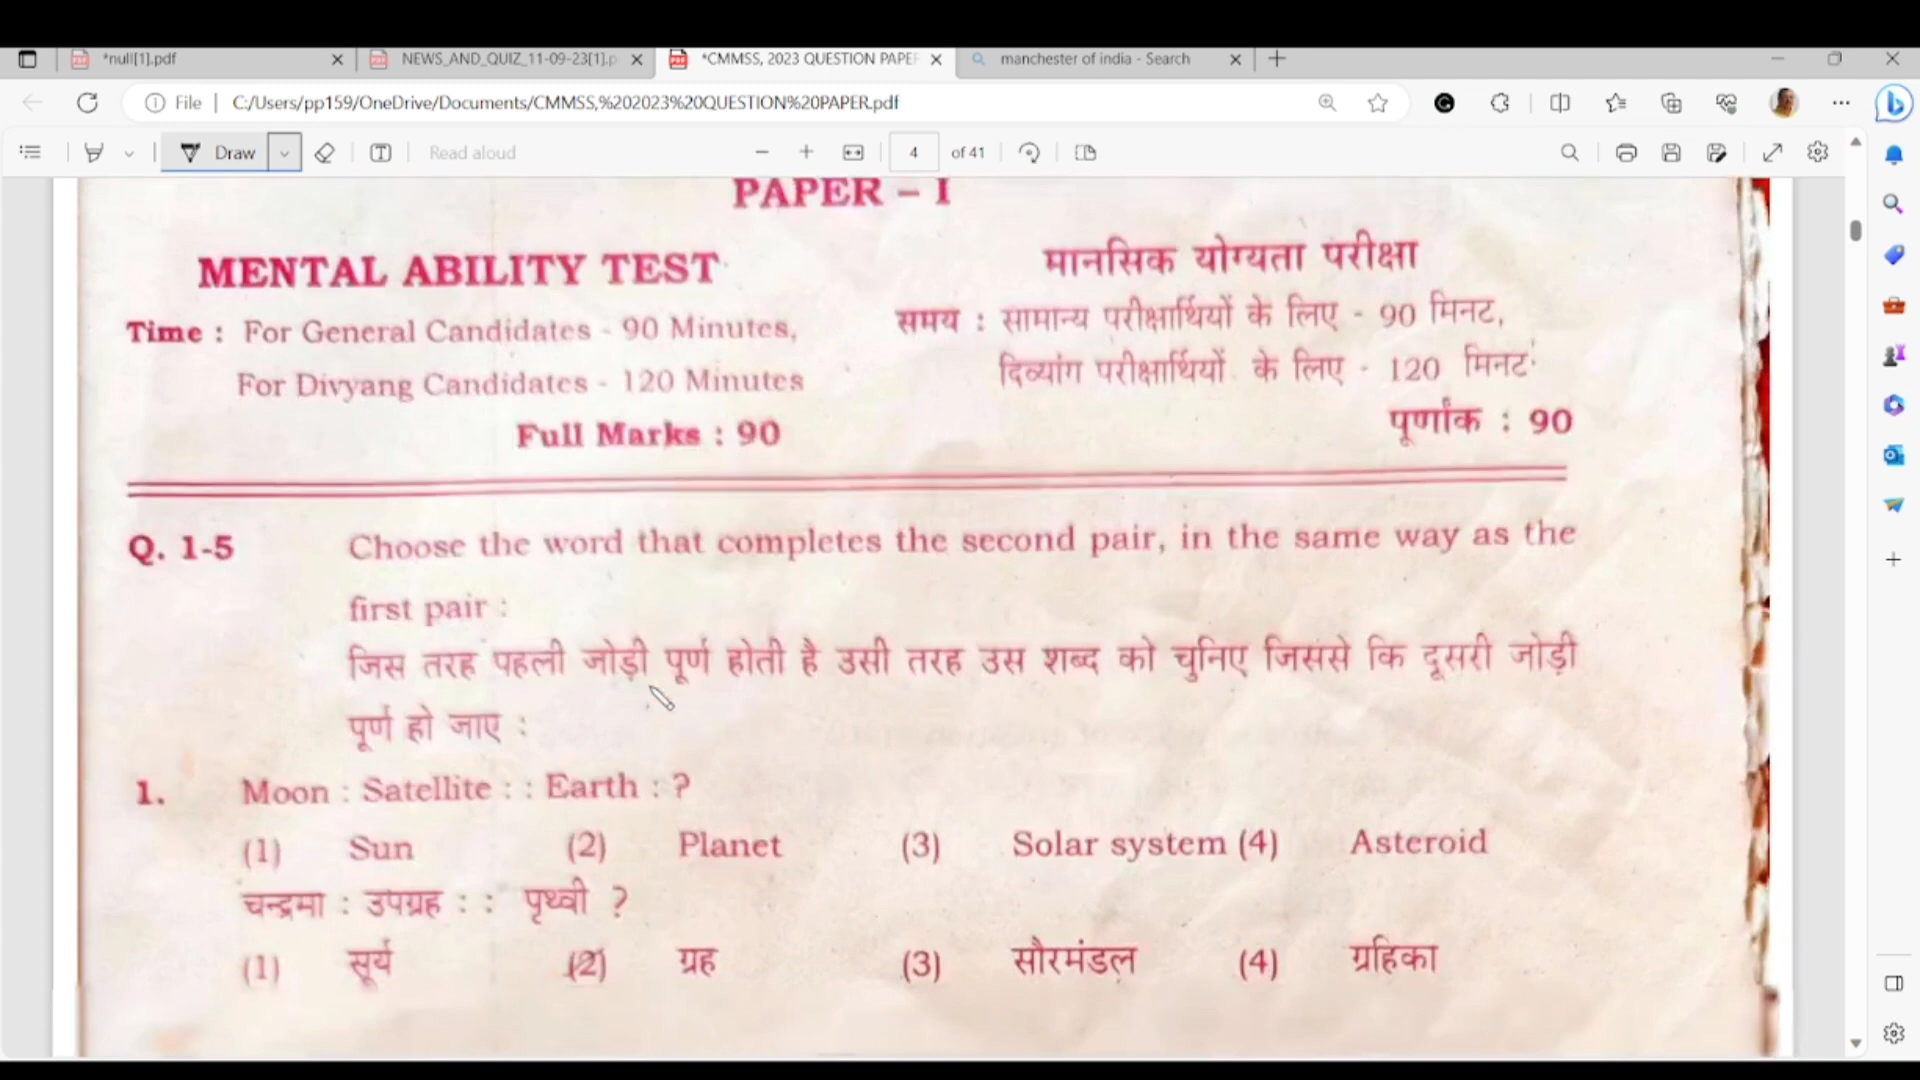 *null[1].pdf
NEWS_AND_QUIZ_11-09-23[1].p
*CMMSS, 2023 QUESTION PAPER
manchester of india - Search
File
C:/Users/pp159/OneDrive/Documents/CMMSS,%202023%20QUESTION%20PAPER.pdf
Draw
Read aloud
4 of 41
PAPER – I
MENTAL ABILITY TEST
मानसिक योग्यता परीक्षा
Time : For General Candidates - 90 Minutes,
समय : सामान्य परीक्षार्थियों के लिए - 90 मिनट,
For Divyang Candidates - 120 Minutes
दिव्यांग परीक्षार्थियों के लिए - 120 मिनट
Full Marks : 90
पूर्णांक : 90
Q. 1-5 Choose the word that completes the second pair, in the same way as the
first pair :
जिस तरह पहली जोड़ी पूर्ण होती है उसी तरह उस शब्द को चुनिए जिससे कि दूसरी जोड़ी
पूर्ण हो जाए :
1. Moon : Satellite : : Earth : ?
(1) Sun (2) Planet (3) Solar system (4) Asteroid
चन्द्रमा : उपग्रह : : पृथ्वी ?
(1) सूर्य (2) ग्रह (3) सौरमंडल (4) ग्रहिका